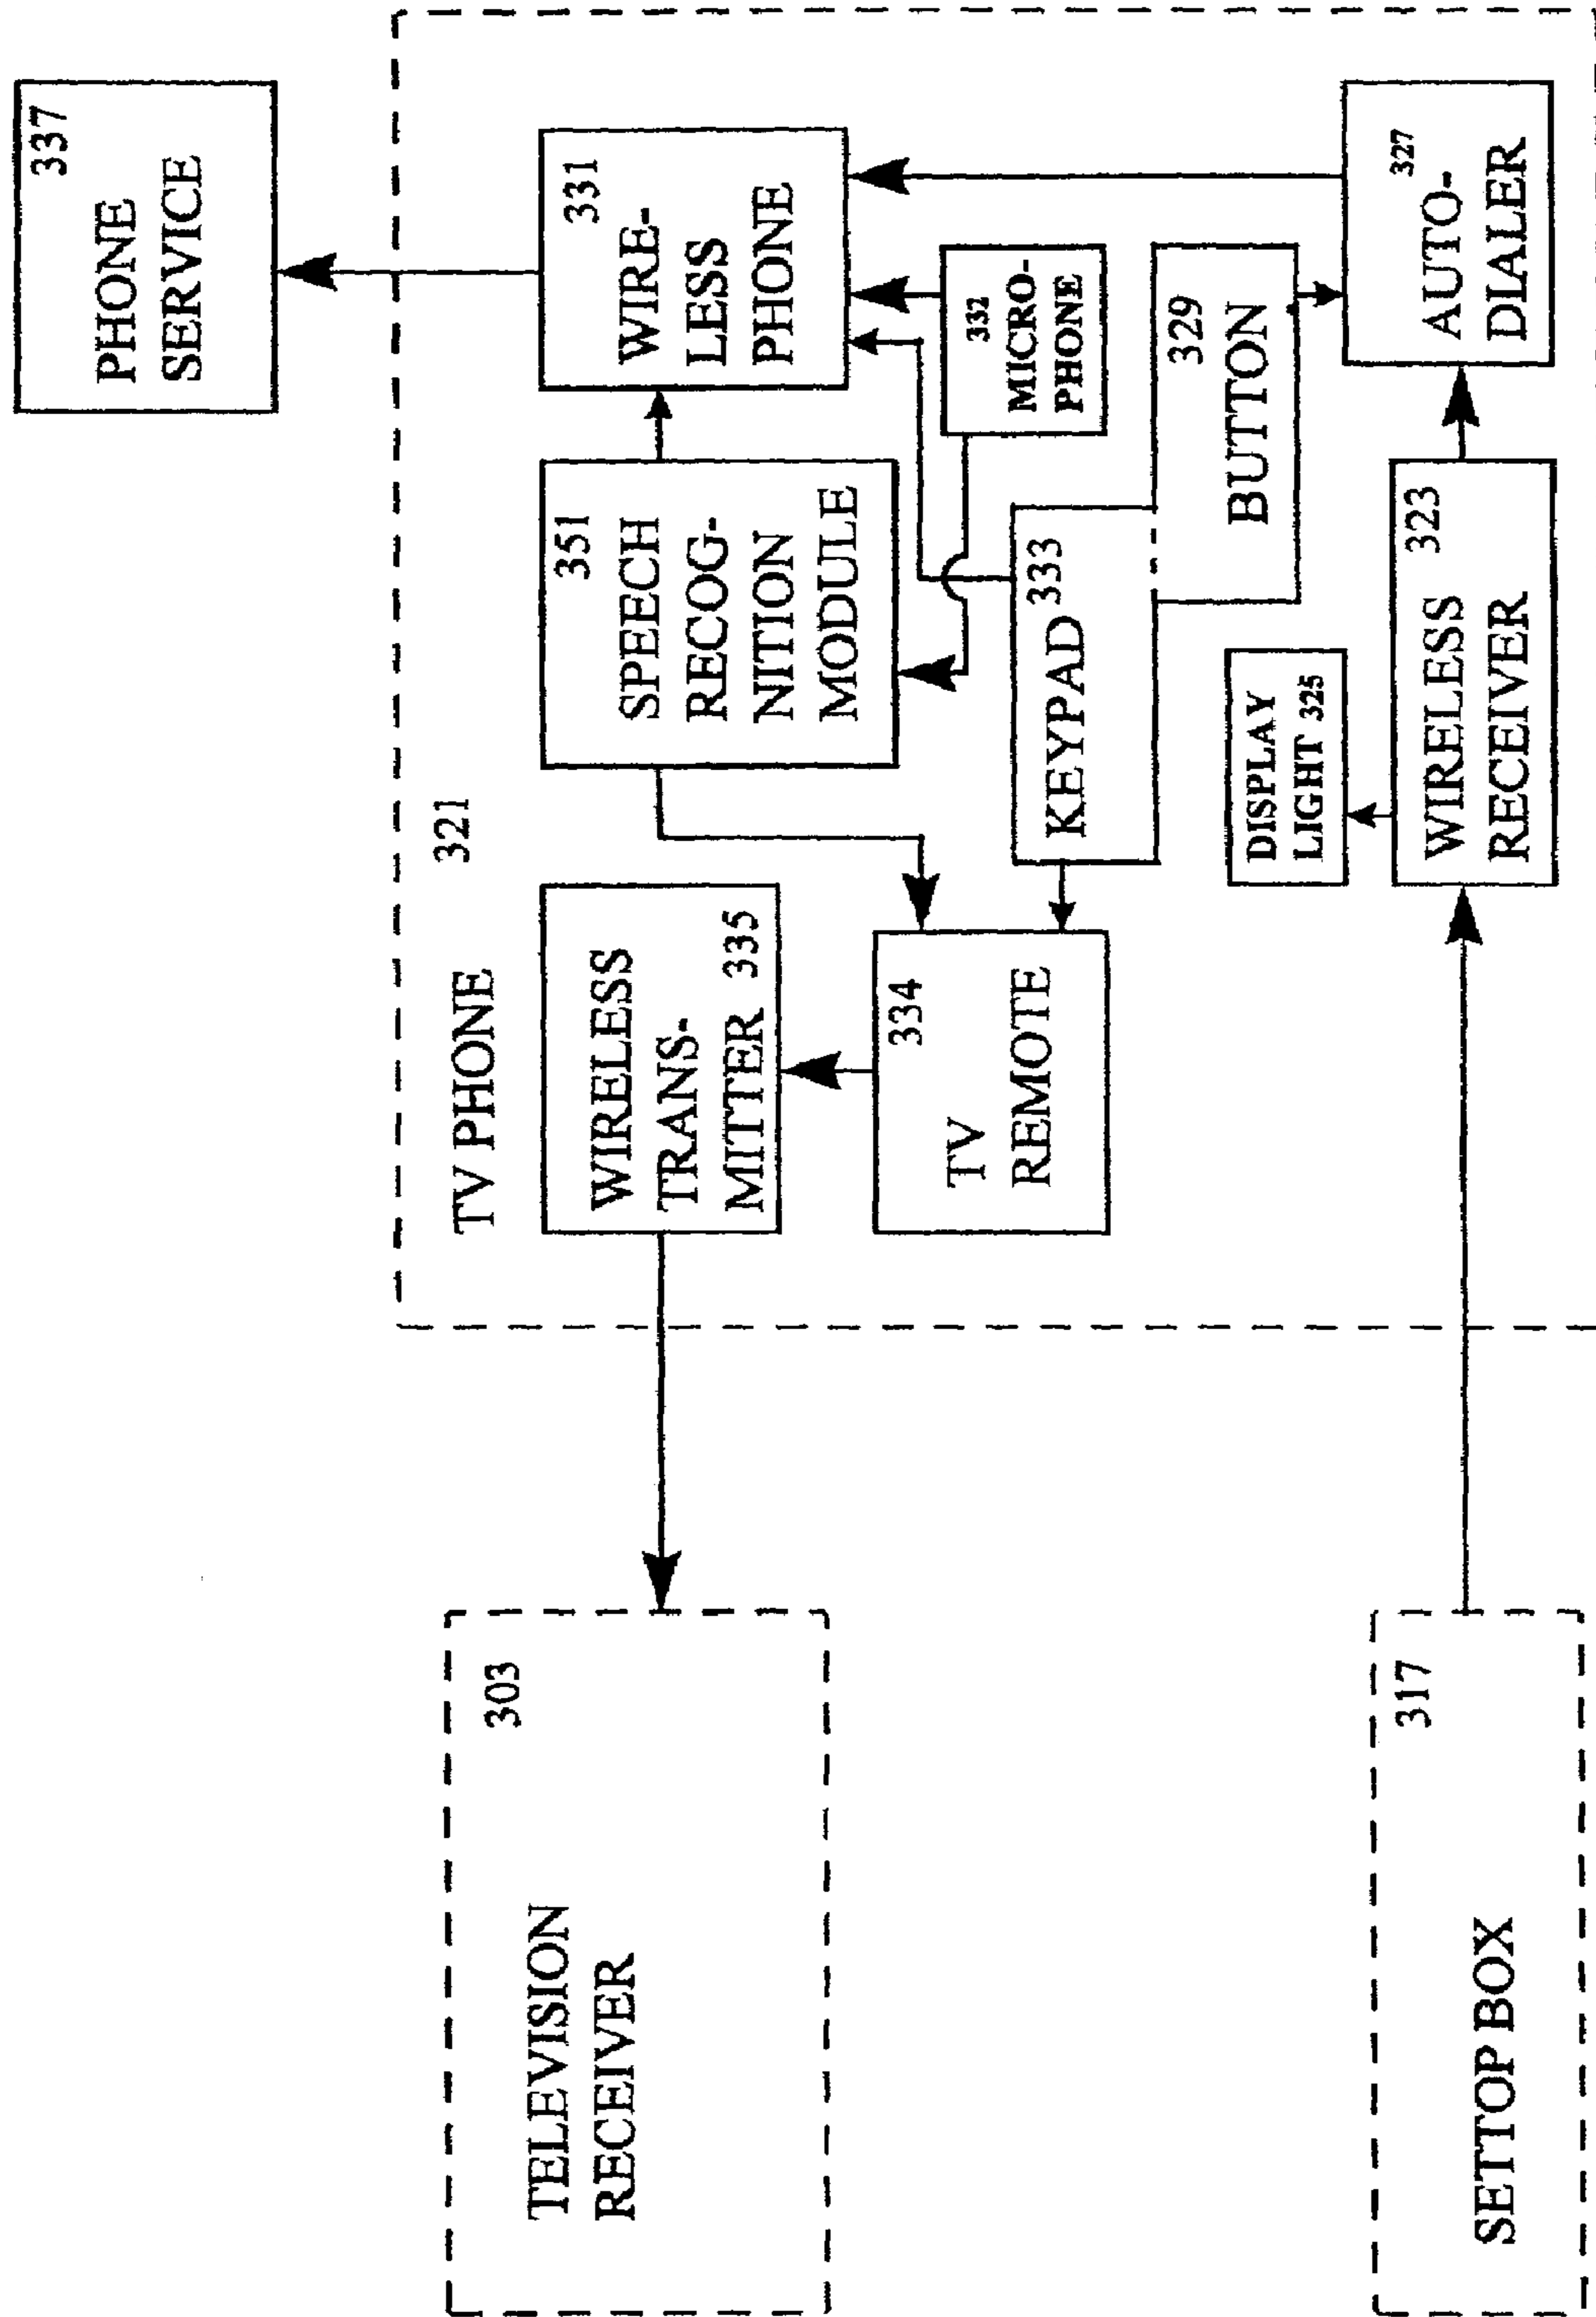 337
PHONE
SERVICE
TV PHONE 321
331
WIRE-
LESS
PHONE
351
SPEECH
RECOG-
NITION
MODULE
WIRELESS
TRANS-
MITTER 335
303
TELEVISION
RECEIVER
334
TV
REMOTE
332
MICRO-
PHONE
KEYPAD 333
329
BUTTON
DISPLAY
LIGHT 325
327
AUTO-
DIALER
323
WIRELESS
RECEIVER
317
SETTOP BOX